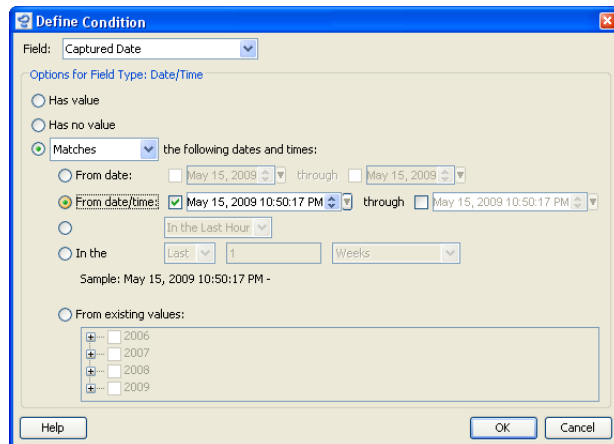 Define Condition
Field: Captured Date
Options for Field Type: Date/Time
Has value
Has no value
Matches the following dates and times:
From date: May 15, 2009 through May 15, 2009
From date/time: May 15, 2009 10:50:17 PM through May 15, 2009 10:50:17 PM
In the Last Hour
In the Last 1 Weeks
Sample: May 15, 2009 10:50:17 PM -
From existing values:
2006
2007
2008
2009
Help OK Cancel